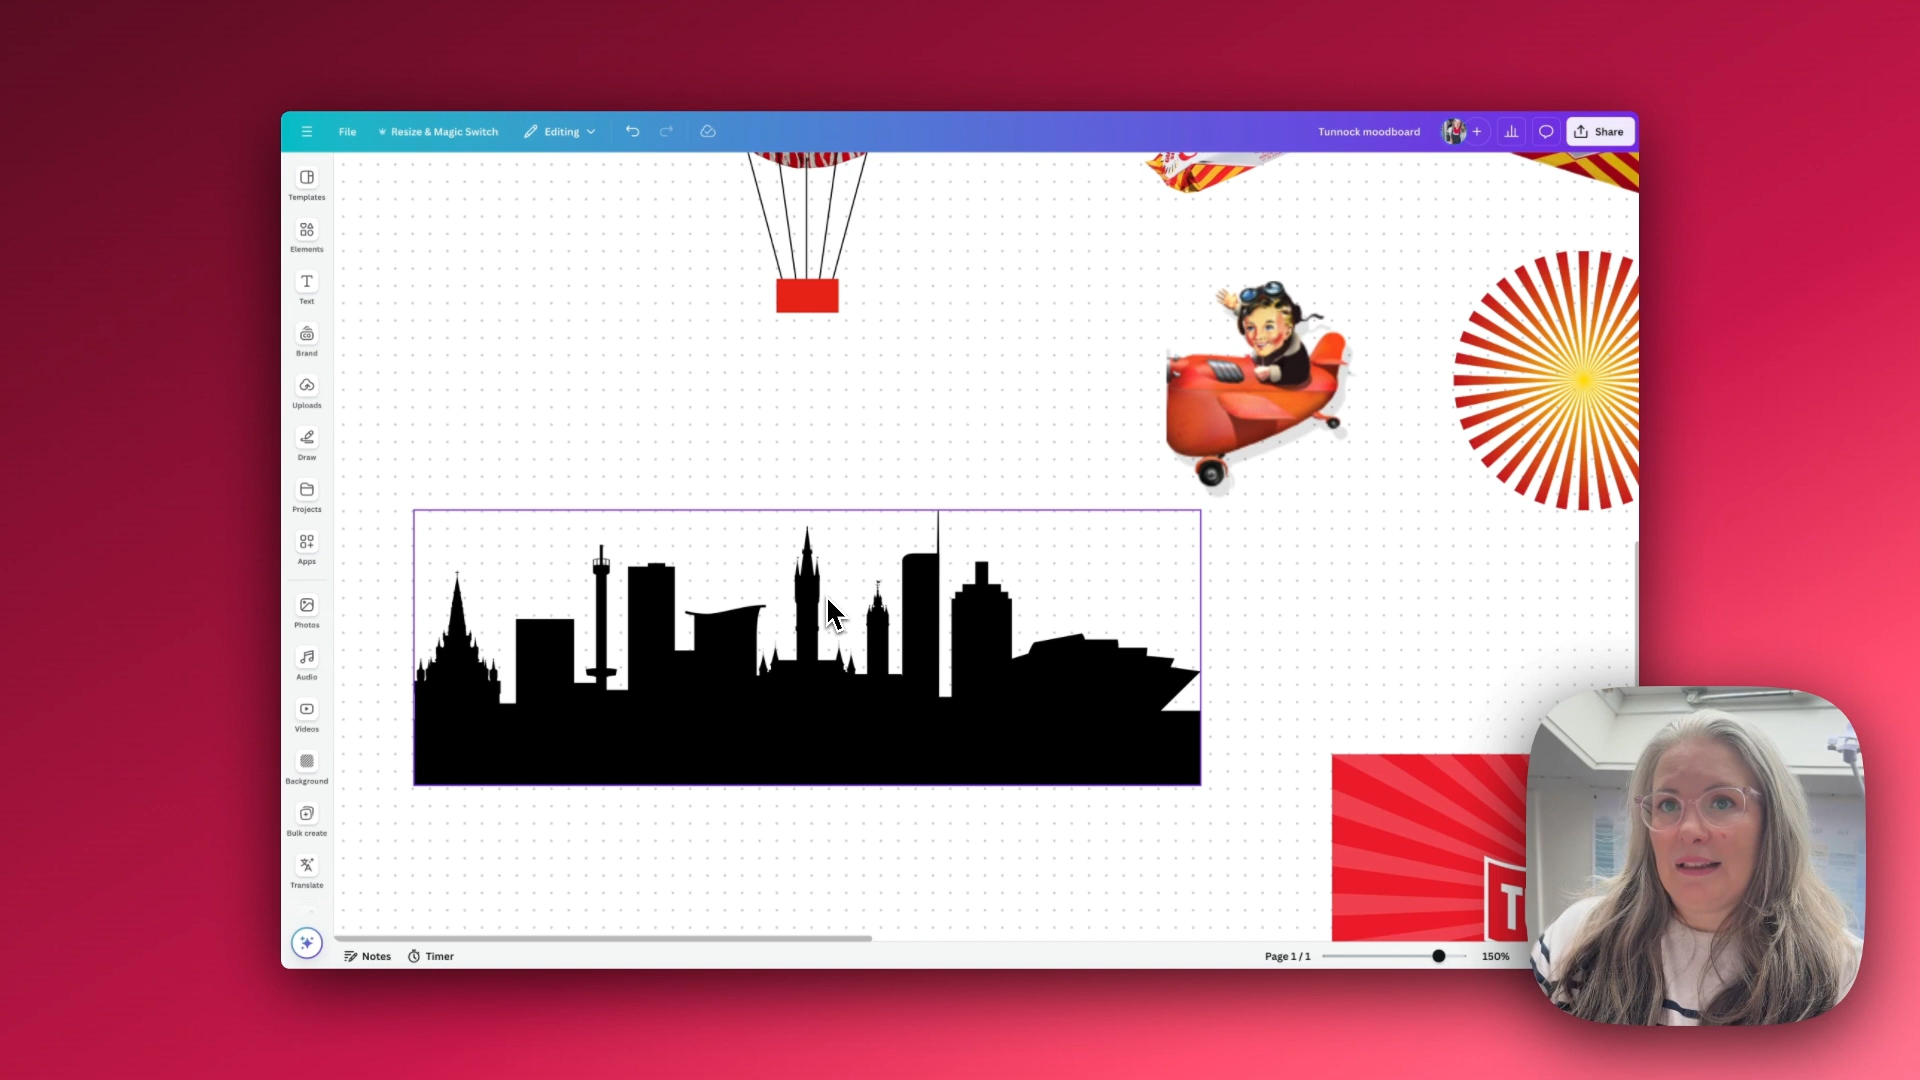 File
Resize & Magic Switch
Editing
Tunnock moodboard
Share
Templates
Elements
Text
Brand
Uploads
Draw
Projects
Apps
Photos
Audio
Videos
Background
Bulk create
Translate
Notes
Timer
Page 1 / 1
150%